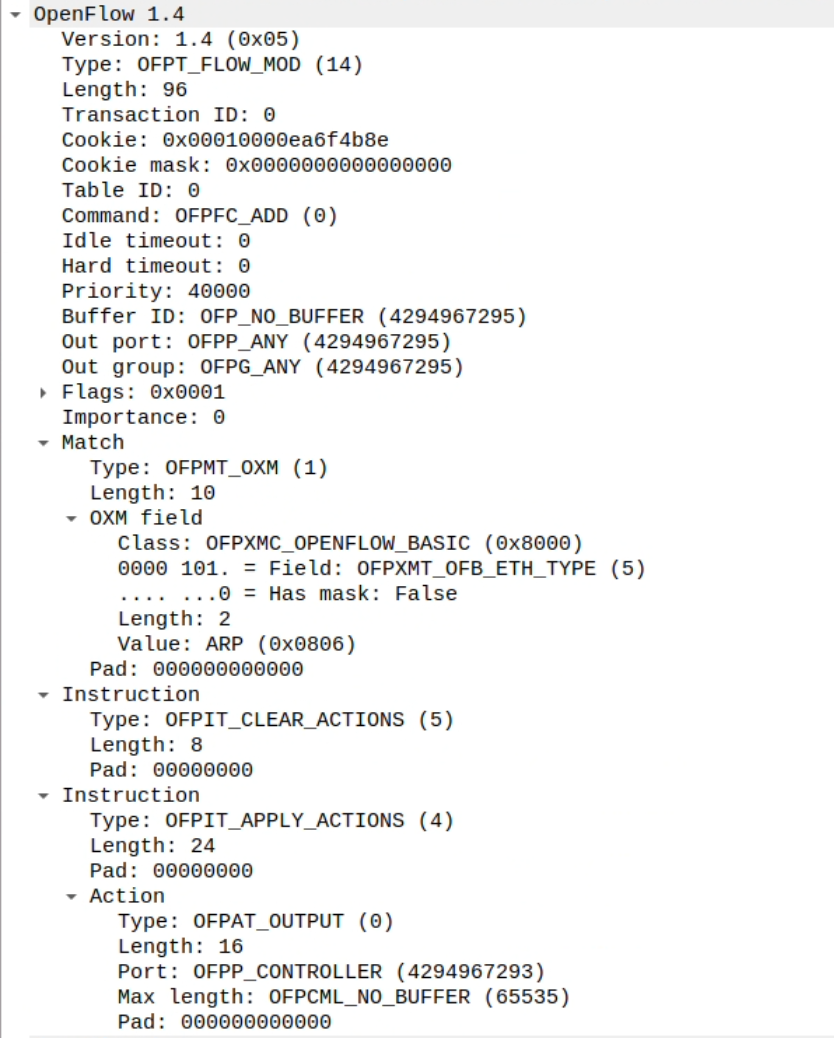 OpenFlow 1.4
Version: 1.4 (0x05)
Type: OFPT_FLOW_MOD (14)
Length: 96
Transaction ID: 0
Cookie: 0x00010000ea6f4b8e
Cookie mask: 0x0000000000000000
Table ID: 0
Command: OFPFC_ADD (0)
Idle timeout: 0
Hard timeout: 0
Priority: 40000
Buffer ID: OFP_NO_BUFFER (4294967295)
Out port: OFPP_ANY (4294967295)
Out group: OFPG_ANY (4294967295)
Flags: 0x0001
Importance: 0
Match
Type: OFPMT_OXM (1)
Length: 10
OXM field
Class: OFPXMC_OPENFLOW_BASIC (0x8000)
0000 101. = Field: OFPXMT_OFB_ETH_TYPE (5)
.... ...0 = Has mask: False
Length: 2
Value: ARP (0x0806)
Pad: 000000000000
Instruction
Type: OFPIT_CLEAR_ACTIONS (5)
Length: 8
Pad: 00000000
Instruction
Type: OFPIT_APPLY_ACTIONS (4)
Length: 24
Pad: 00000000
Action
Type: OFPAT_OUTPUT (0)
Length: 16
Port: OFPP_CONTROLLER (4294967293)
Max length: OFPCML_NO_BUFFER (65535)
Pad: 000000000000